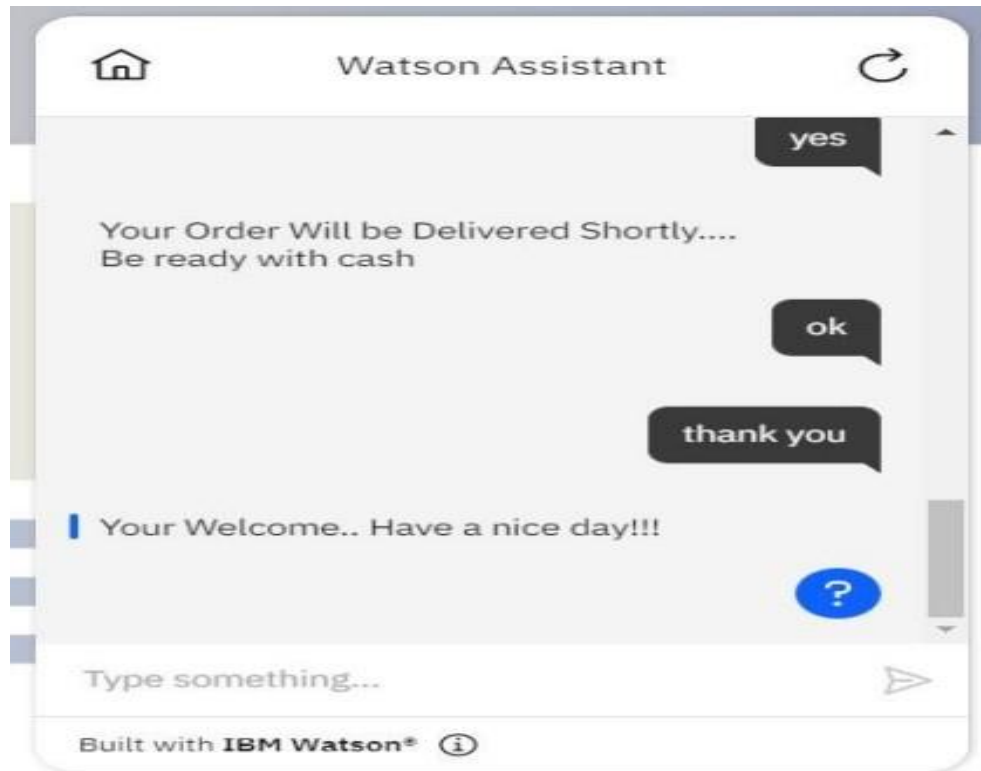 Watson Assistant
yes
Your Order Will be Delivered Shortly....
Be ready with cash
ok
thank you
Your Welcome.. Have a nice day!!!
?
Type something...
Built with IBM Watson®